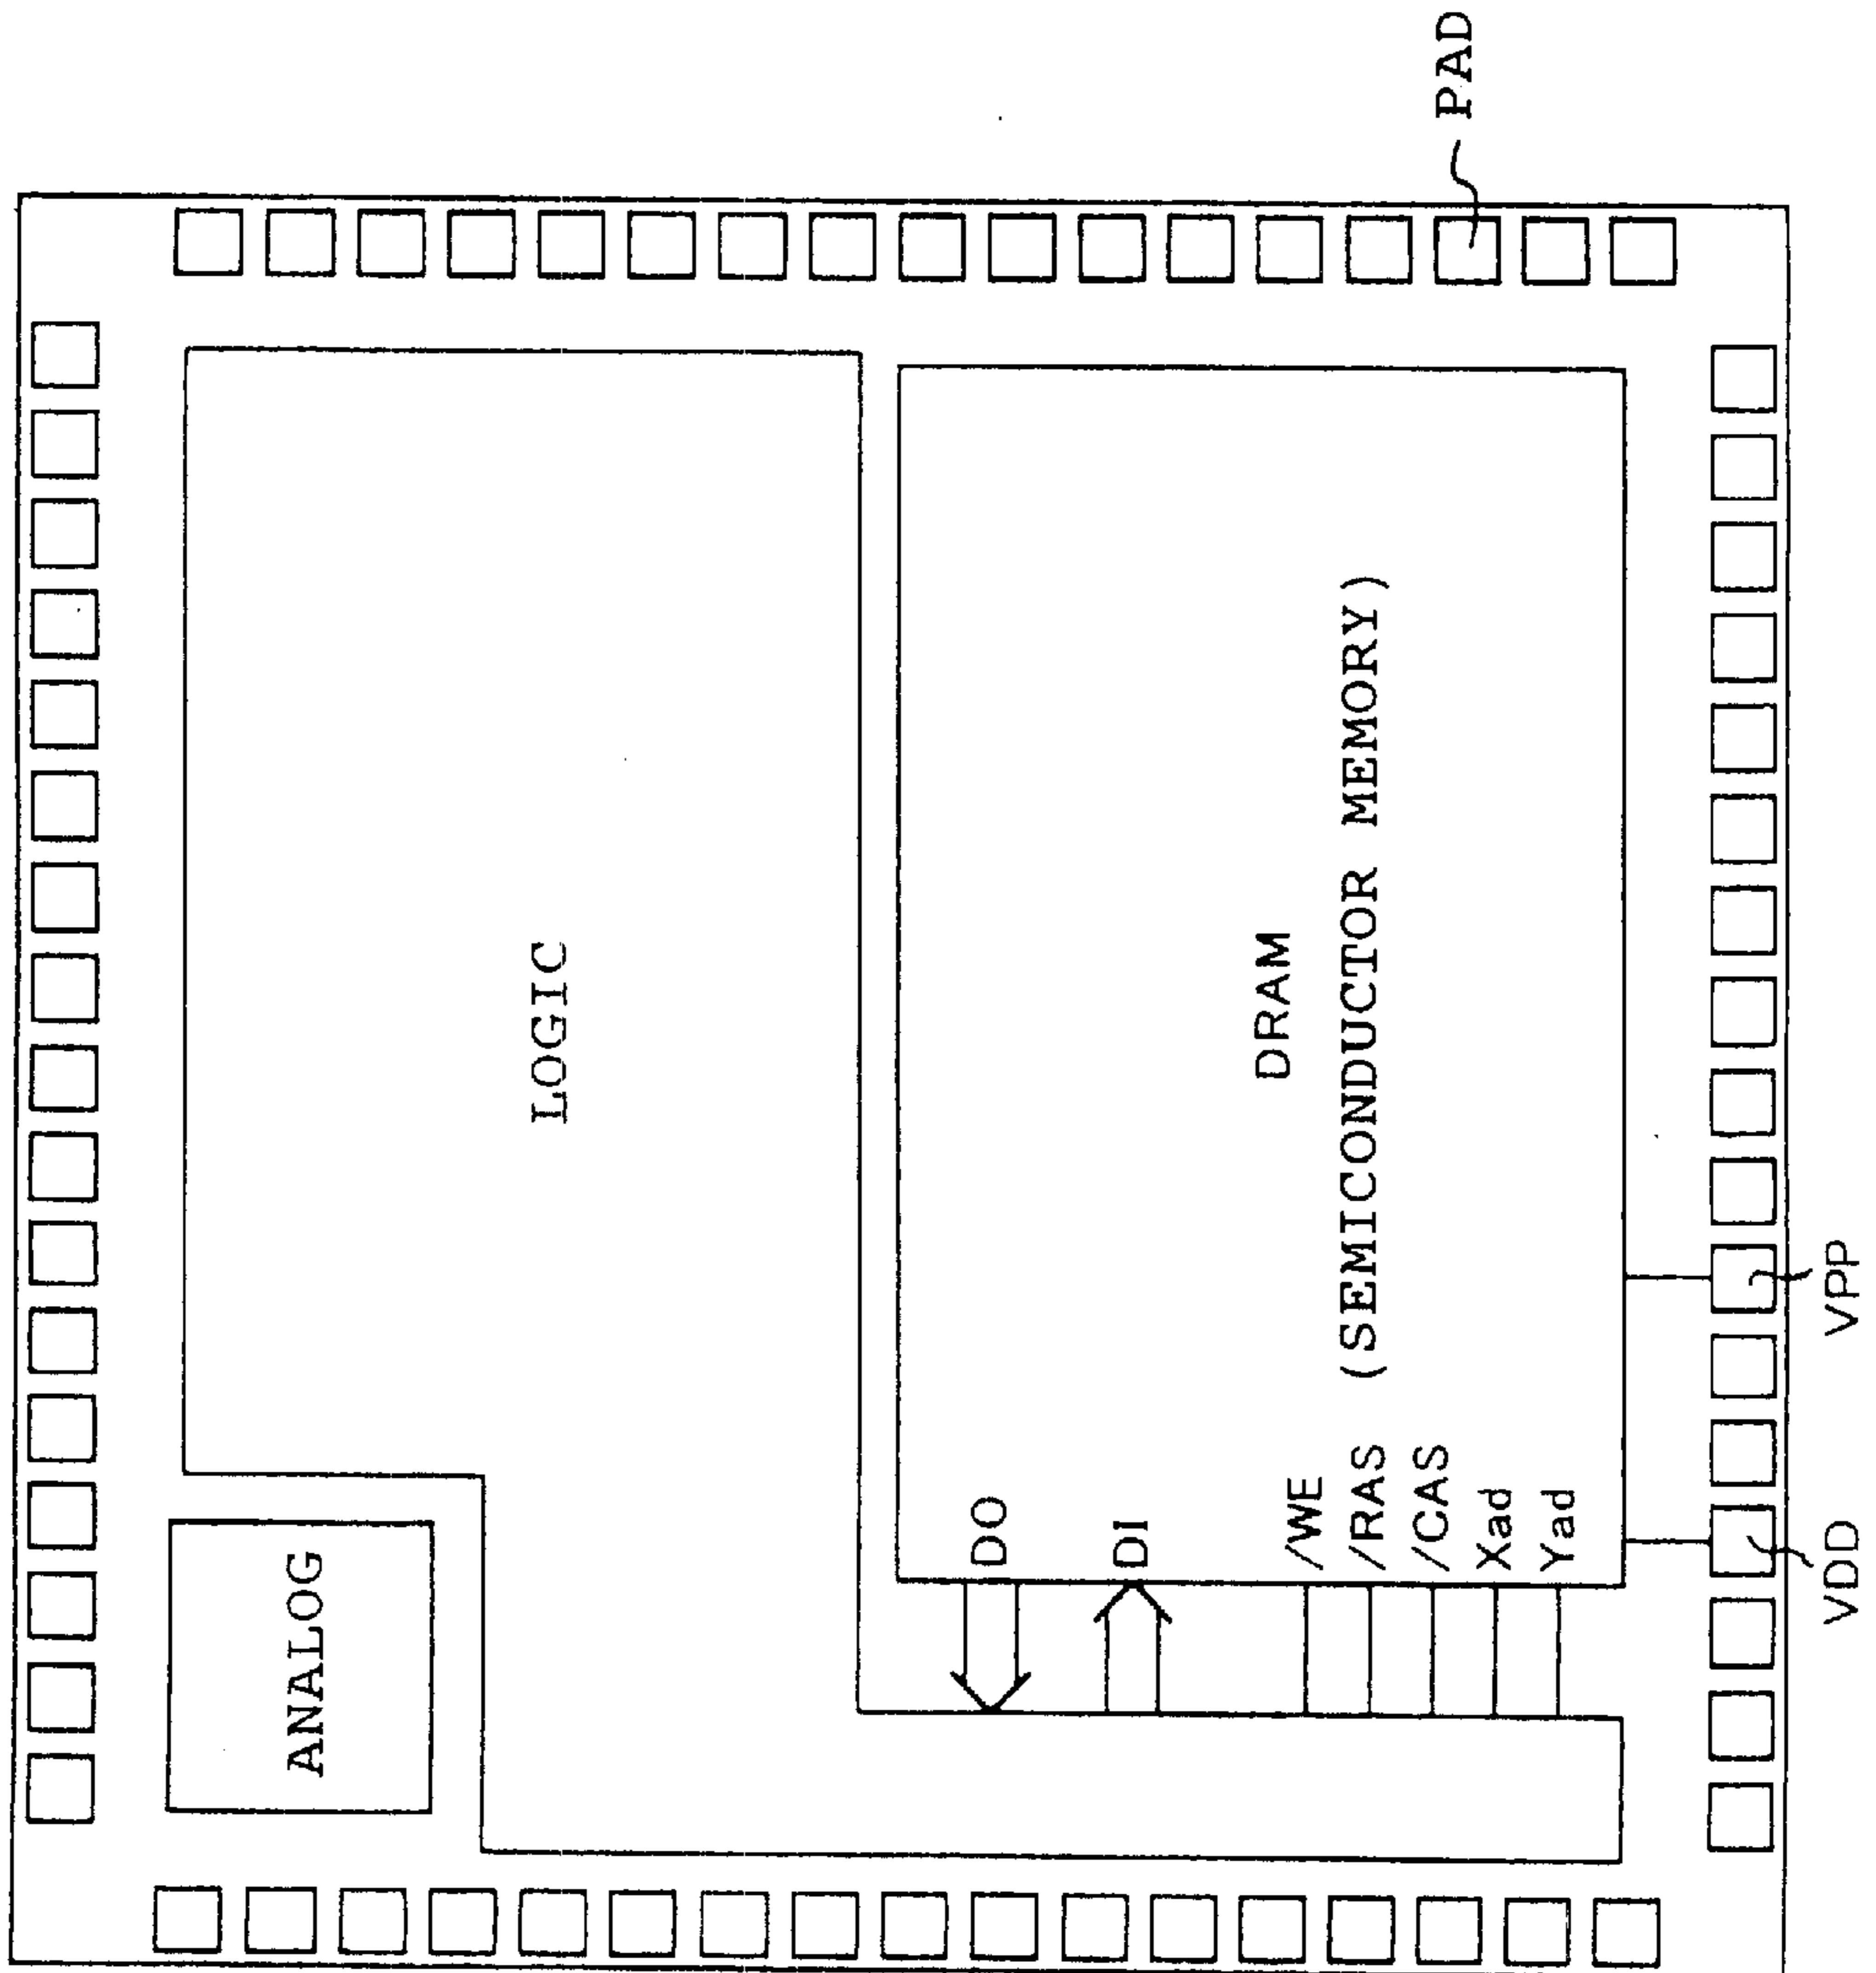 PAD
LOGIC
DRAM
(SEMICONDUCTOR MEMORY)
ANALOG
DO
DI
/WE
/RAS
/CAS
Xad
Yad
VPP
VDD